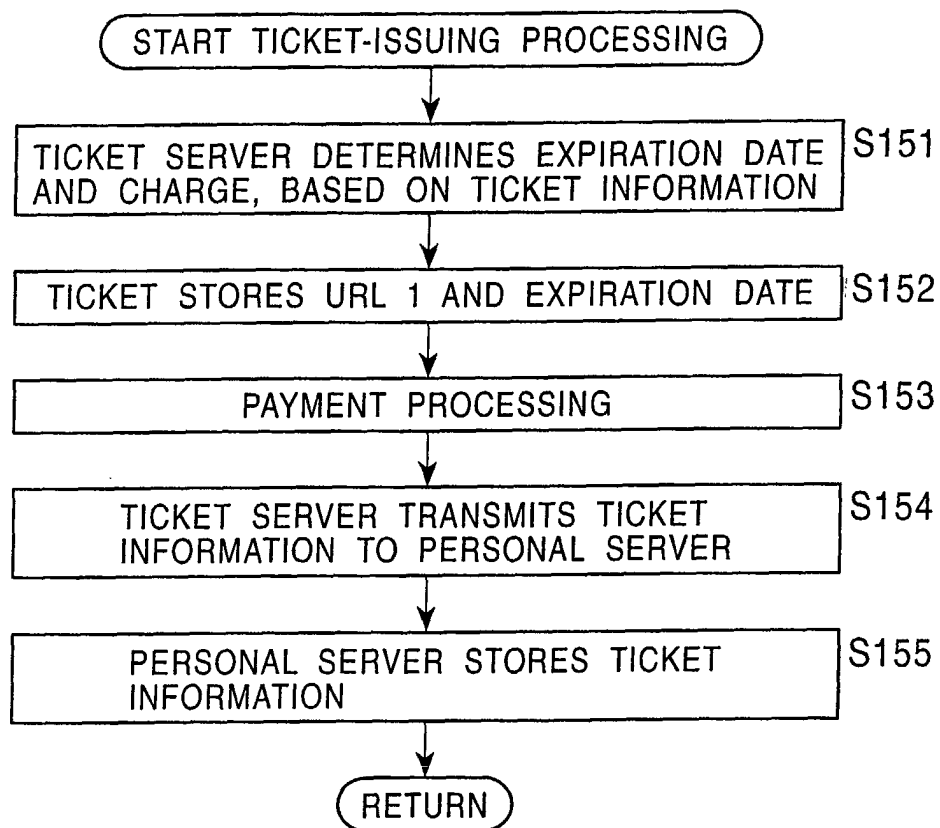 START TICKET-ISSUING PROCESSING
TICKET SERVER DETERMINES EXPIRATION DATE
AND CHARGE, BASED ON TICKET INFORMATION
S151
TICKET STORES URL 1 AND EXPIRATION DATE
S152
PAYMENT PROCESSING
S153
TICKET SERVER TRANSMITS TICKET
INFORMATION TO PERSONAL SERVER
S154
PERSONAL SERVER STORES TICKET
INFORMATION
S155
RETURN